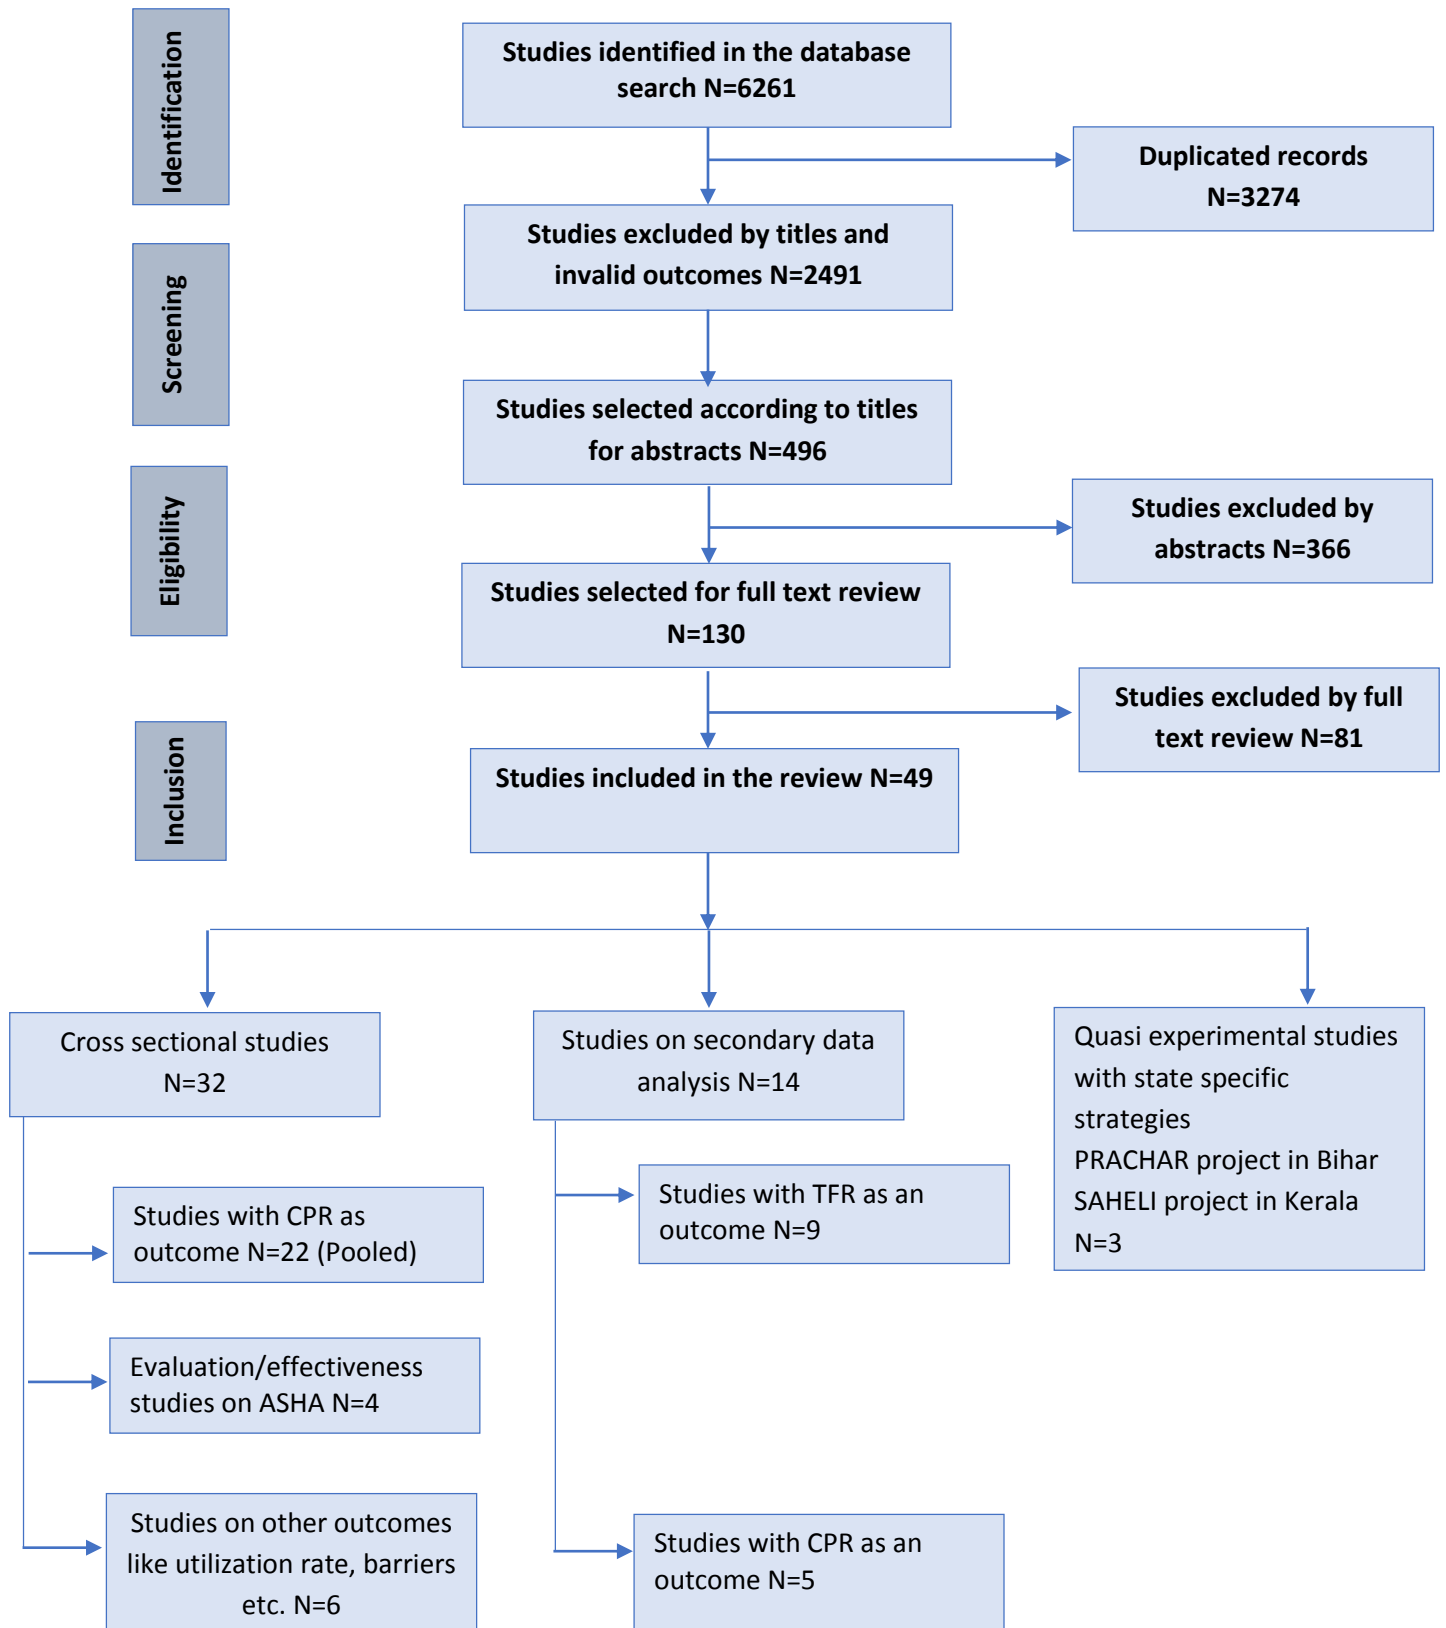 Identification
Studies identified in the database
search N=6261
Duplicated records
N=3274
Studies excluded by titles and
invalid outcomes N=2491
Screening
Studies selected according to titles
for abstracts N=496
Eligibility
Studies excluded by
abstracts N=366
Studies selected for full text review
N=130
Studies excluded by full
text review N=81
Inclusion
Studies included in the review N=49
Cross sectional studies
N=32
Studies with CPR as
outcome N=22 (Pooled)
Evaluation/effectiveness
studies on ASHA N=4
Studies on other outcomes
like utilization rate, barriers
etc. N=6
Studies on secondary data
analysis N=14
Studies with TFR as an
outcome N=9
Studies with CPR as an
outcome N=5
Quasi experimental studies
with state specific
strategies
PRACHAR project in Bihar
SAHELI project in Kerala
N=3